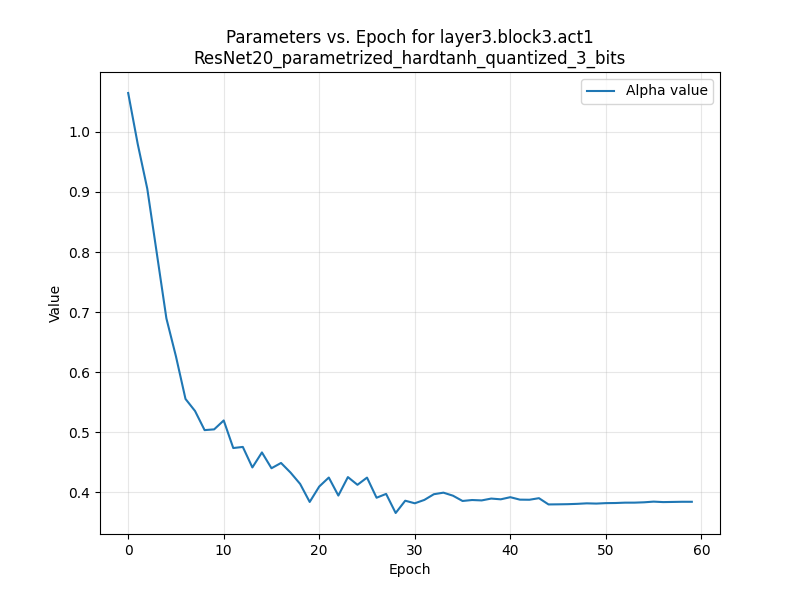 Parameters vs. Epoch for layer3.block3.act1
ResNet20_parametrized_hardtanh_quantized_3_bits
Alpha value
1.0
0.9
0.8
0.7
0.6
0.5
0.4
Value
0
10
20
30
40
50
60
Epoch